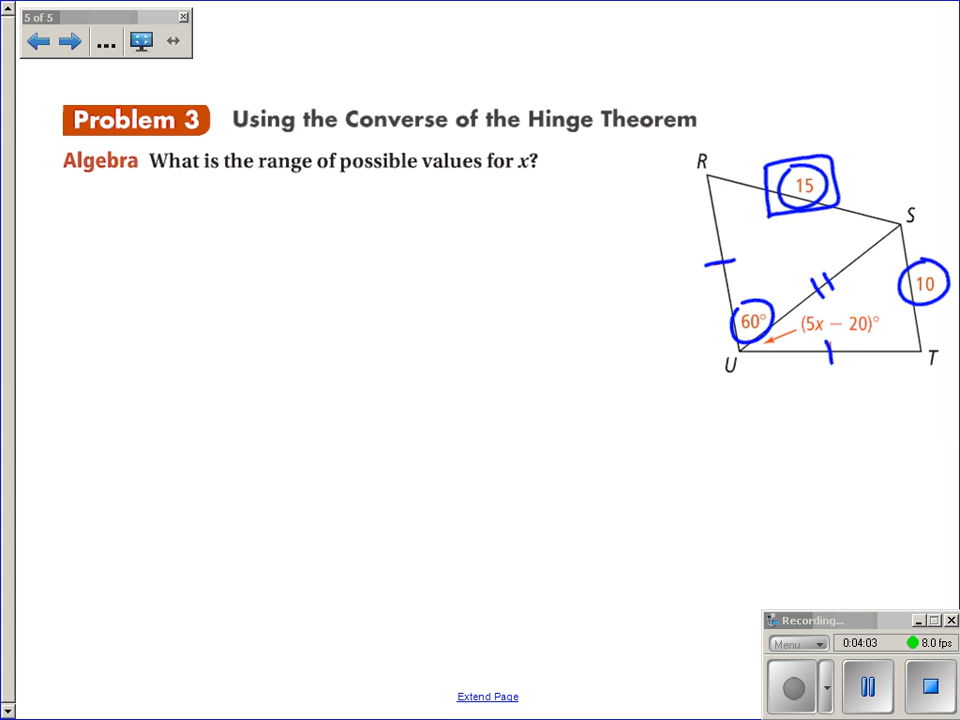 5 of 5
...
Problem 3 Using the Converse of the Hinge Theorem
Algebra What is the range of possible values for x?
R
15
S
10
60°
(5x − 20)°
U
T
Recording...
Menu
0:04:03
8.0 fps
Extend Page